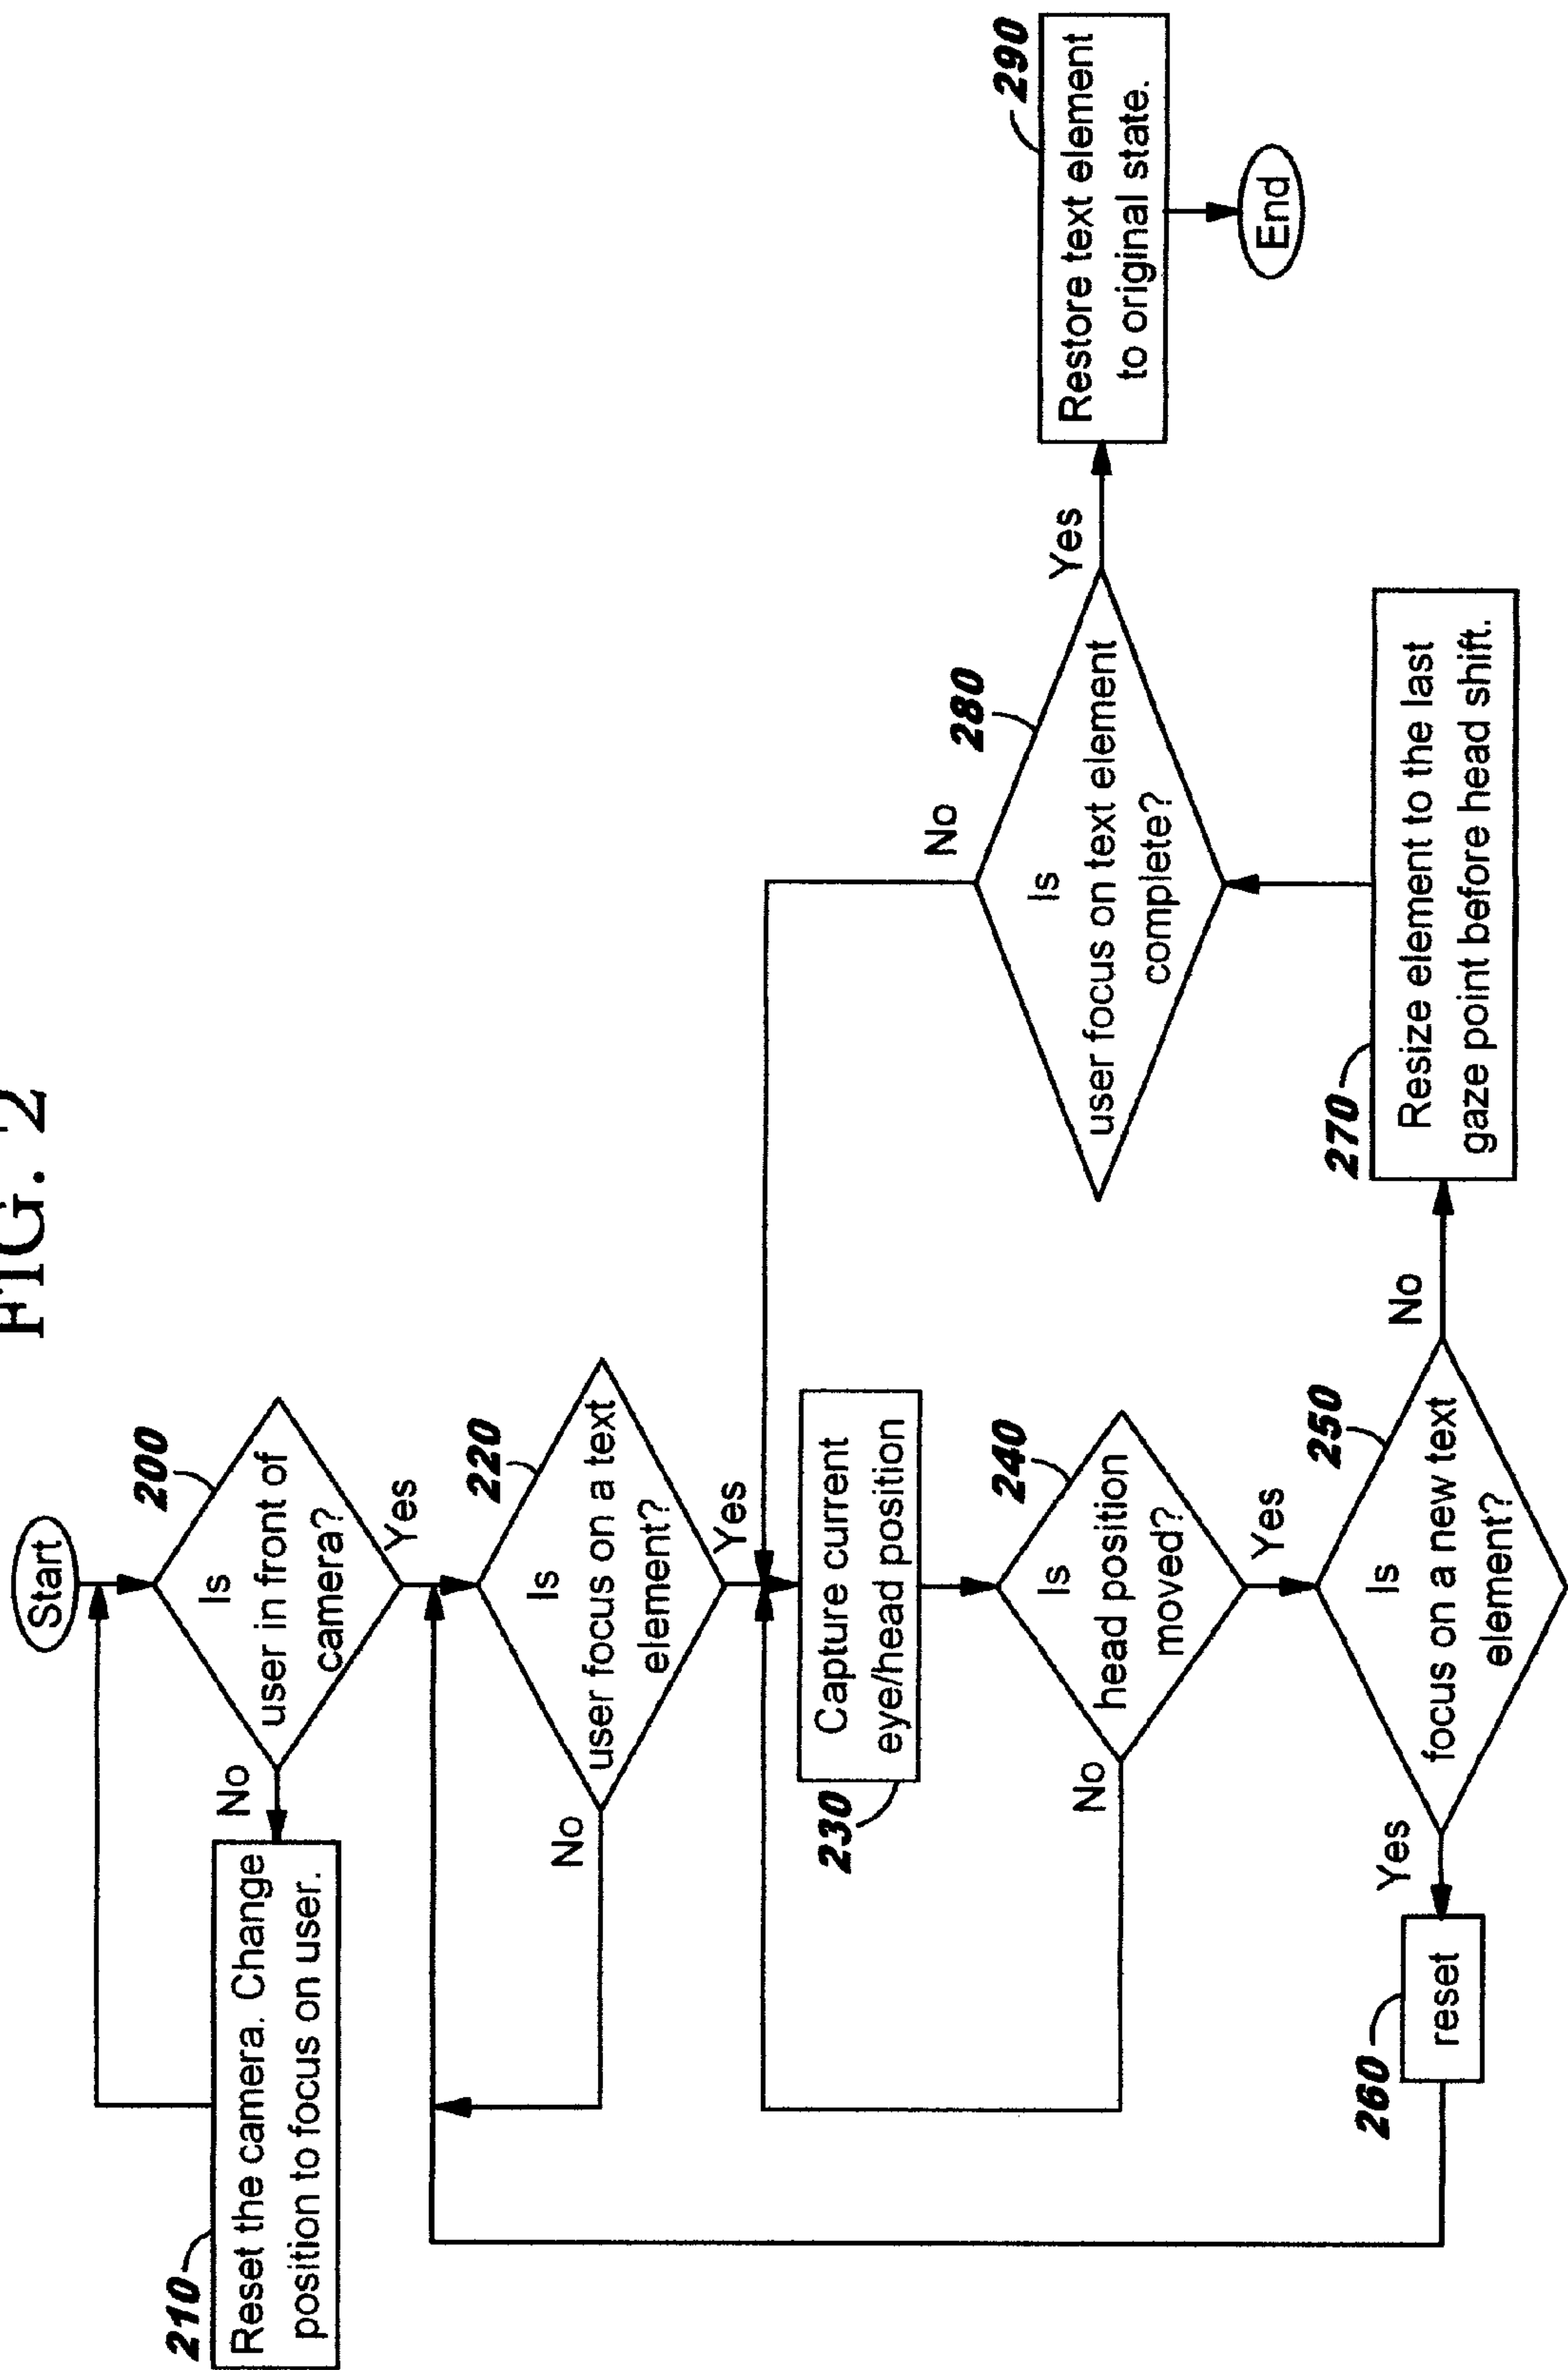 FIG. 2
Start
200
Is
user in front of
camera?
No
Yes
210
Reset the camera. Change
position to focus on user.
220
Is
user focus on a text
element?
No
Yes
230
Capture current
eye/head position
240
Is
head position
moved?
No
Yes
250
Is
focus on a new text
element?
Yes
No
260
reset
270
Resize element to the last
gaze point before head shift.
280
Is
user focus on text element
complete?
No
Yes
290
Restore text element
to original state.
End